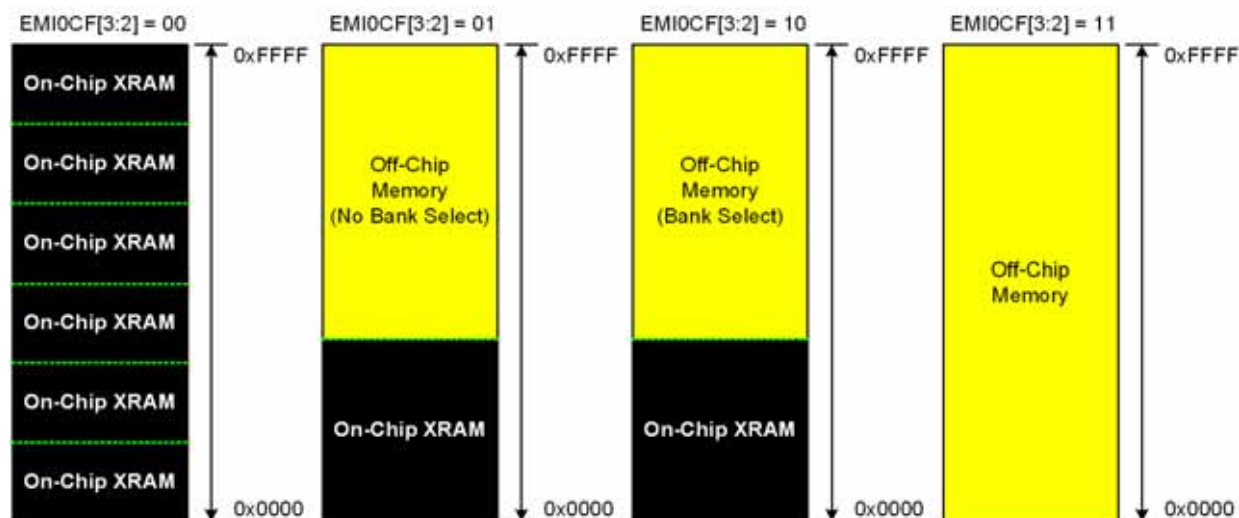 EMI0CF[3:2] = 00
On-Chip XRAM
On-Chip XRAM
On-Chip XRAM
On-Chip XRAM
On-Chip XRAM
On-Chip XRAM
0xFFFF
0x0000
EMI0CF[3:2] = 01
Off-Chip
Memory
(No Bank Select)
On-Chip XRAM
0xFFFF
0x0000
EMI0CF[3:2] = 10
Off-Chip
Memory
(Bank Select)
On-Chip XRAM
0xFFFF
0x0000
EMI0CF[3:2] = 11
Off-Chip
Memory
0xFFFF
0x0000